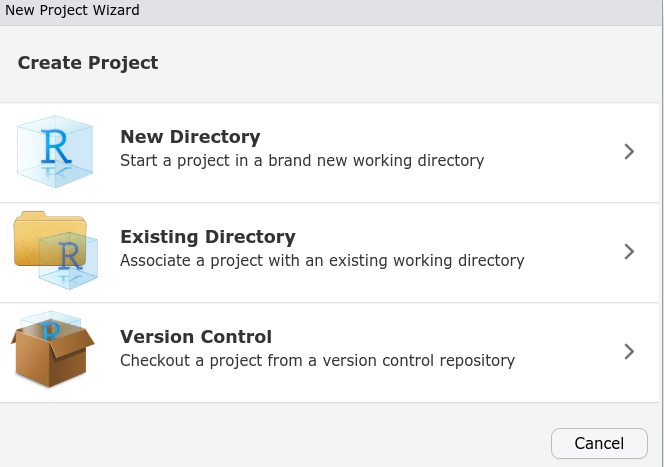 New Project Wizard
Create Project
R
New Directory
Start a project in a brand new working directory
R
Existing Directory
Associate a project with an existing working directory
R
Version Control
Checkout a project from a version control repository
Cancel